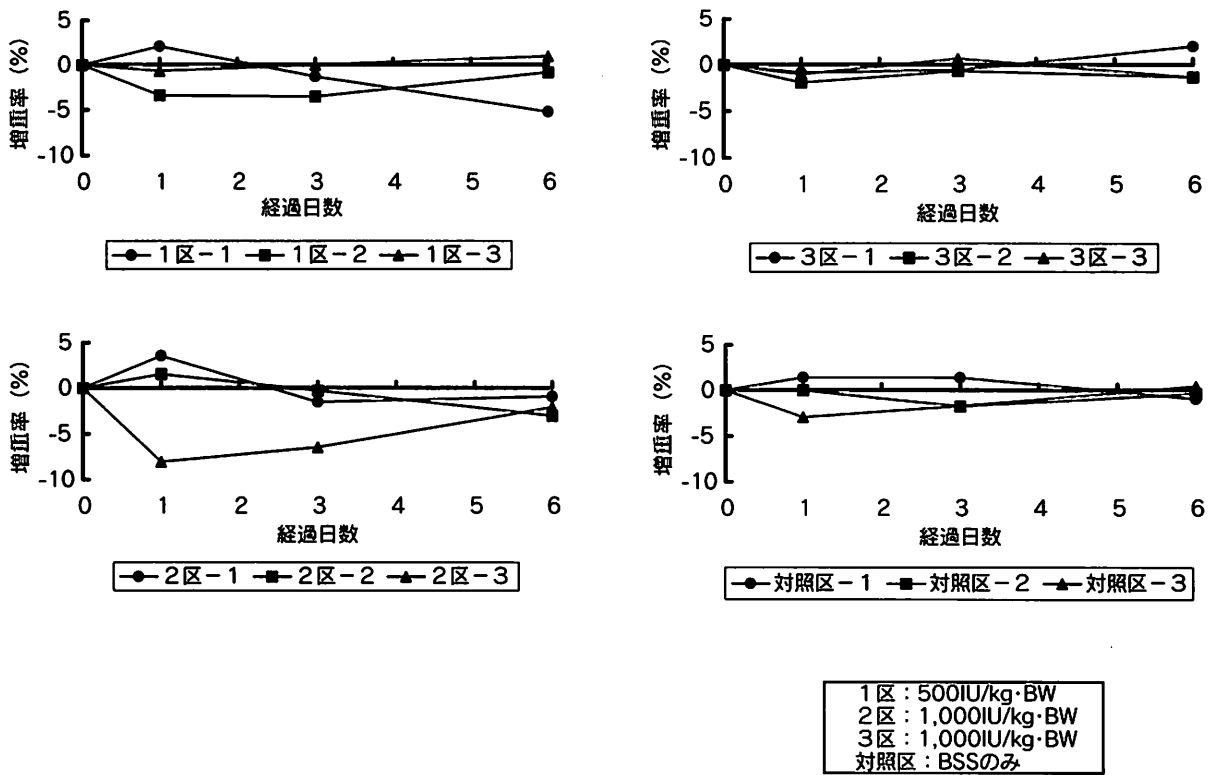 5
0
-5
-10
増重率 (%)
0 1 2 3 4 5 6
経過日数
1区－1 1区－2 1区－3
5
0
-5
-10
増重率 (%)
0 1 2 3 4 5 6
経過日数
3区－1 3区－2 3区－3
5
0
-5
-10
増重率 (%)
0 1 2 3 4 5 6
経過日数
2区－1 2区－2 2区－3
5
0
-5
-10
増重率 (%)
0 1 2 3 4 5 6
経過日数
対照区－1 対照区－2 対照区－3
1区：500IU/kg·BW
2区：1,000IU/kg·BW
3区：1,000IU/kg·BW
対照区：BSSのみ